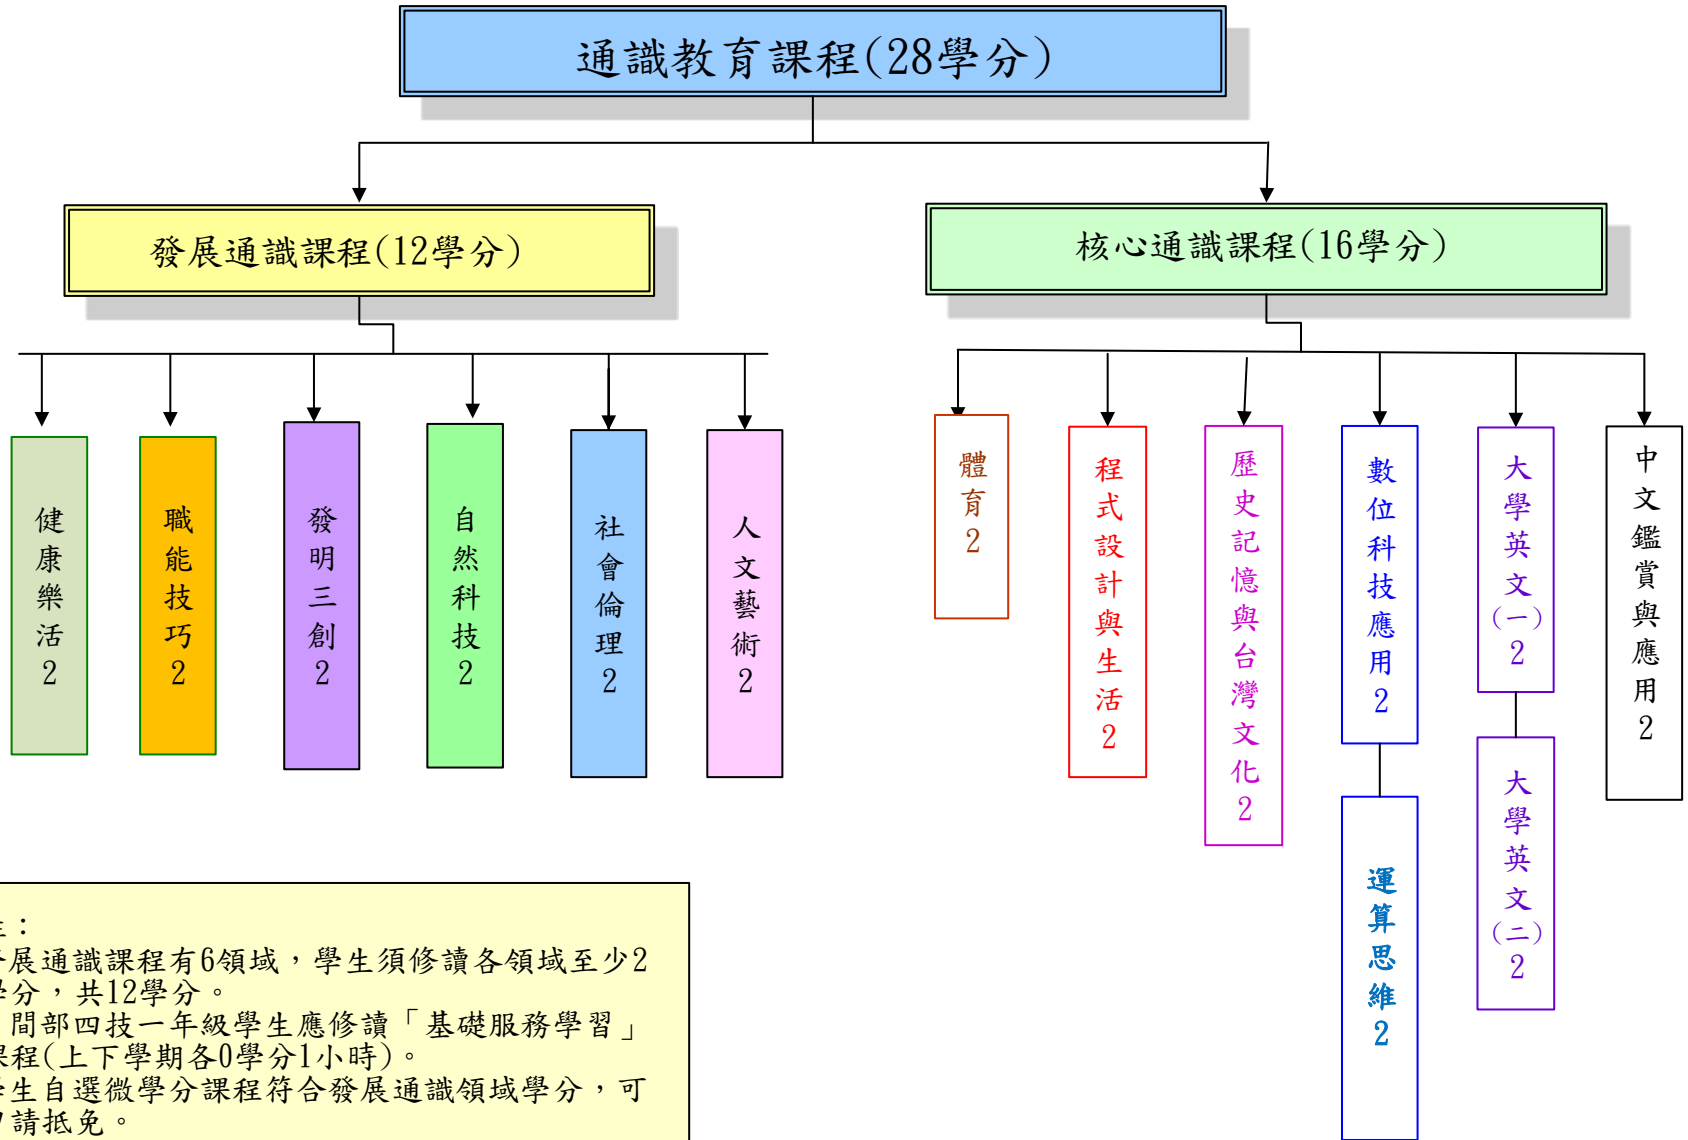 通識教育課程(28學分)
發展通識課程(12學分)
核心通識課程(16學分)
健康樂活2
職能技巧2
發明三創2
自然科技2
社會倫理2
人文藝術2
體育2
程式設計與生活2
歷史記憶與台灣文化2
數位科技應用2
大學英文(一)2
中文鑑賞與應用2
運算思維2
大學英文(二)2
：
展通識課程有6領域，學生須修讀各領域至少2
分，共12學分。
間部四技一年級學生應修讀「基礎服務學習」
課程(上下學期各0學分1小時)。
學生自選微學分課程符合發展通識領域學分，可
請抵免。